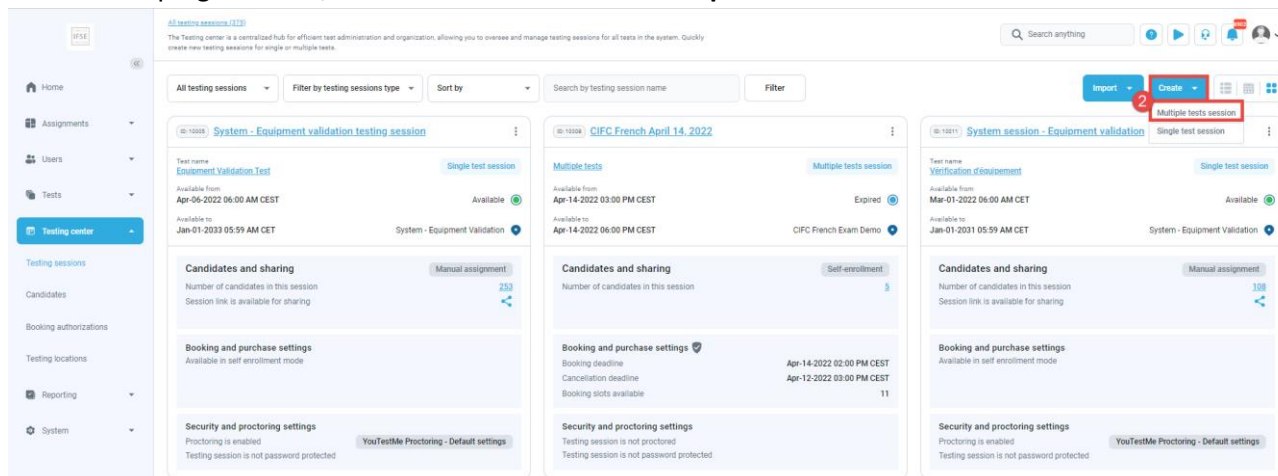 IFSE
All testing sessions (375)
The Testing center is a centralized hub for efficient test administration and organization, allowing you to oversee and manage testing sessions for all tests in the system. Quickly
create new testing sessions for single or multiple tests.
Search anything
Home
Assignments
Users
Tests
Testing center
Testing sessions
Candidates
Booking authorizations
Testing locations
Reporting
System
All testing sessions
Filter by testing sessions type
Sort by
Search by testing session name
Filter
Import
2
Create
Multiple tests session
Single test session
System - Equipment validation testing session
Test name
Equipment Validation Test
Single test session
Available from
Apr-06-2022 06:00 AM CEST
Available
Available to
Jan-01-2033 05:59 AM CET
System - Equipment Validation
Candidates and sharing
Manual assignment
Number of candidates in this session
253
Session link is available for sharing
Booking and purchase settings
Available in self enrollment mode
Security and proctoring settings
Proctoring is enabled
YouTestMe Proctoring - Default settings
Testing session is not password protected
CIFC French April 14, 2022
Multiple tests
Multiple tests session
Available from
Apr-14-2022 03:00 PM CEST
Expired
Available to
Apr-14-2022 06:00 PM CEST
CIFC French Exam Demo
Candidates and sharing
Self-enrollment
Number of candidates in this session
5
Booking and purchase settings
Booking deadline
Apr-14-2022 02:00 PM CEST
Cancellation deadline
Apr-12-2022 03:00 PM CEST
Booking slots available
11
Security and proctoring settings
Testing session is not proctored
Testing session is not password protected
System session - Equipment validation
Test name
Vérification d'équipement
Single test session
Available from
Mar-01-2022 06:00 AM CET
Available
Available to
Jan-01-2031 05:59 AM CET
System - Equipment Validation
Candidates and sharing
Manual assignment
Number of candidates in this session
108
Session link is available for sharing
Booking and purchase settings
Available in self enrollment mode
Security and proctoring settings
Proctoring is enabled
YouTestMe Proctoring - Default settings
Testing session is not password protected